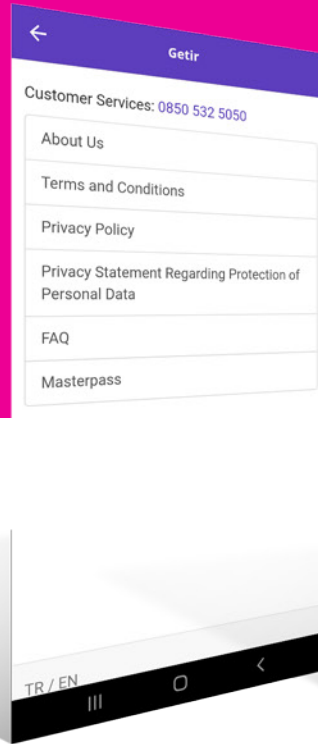 Getir
Customer Services: 0850 532 5050
About Us
Terms and Conditions
Privacy Policy
Privacy Statement Regarding Protection of
Personal Data
FAQ
Masterpass
TR / EN